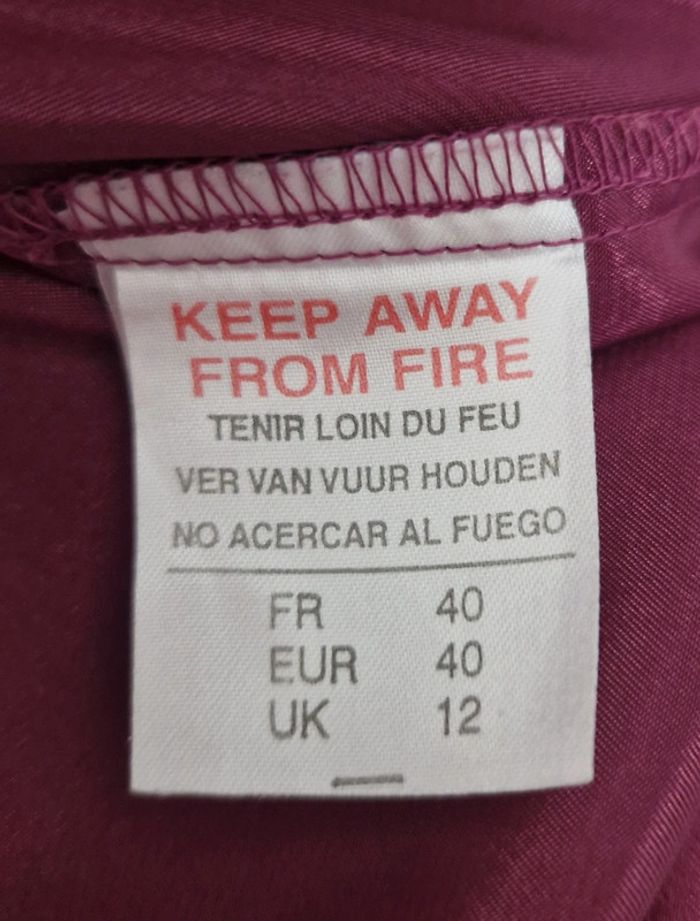 KEEP AWAY
FROM FIRE
TENIR LOIN DU FEU
VER VAN VUUR HOUDEN
NO ACERCAR AL FUEGO
FR 40
EUR 40
UK 12